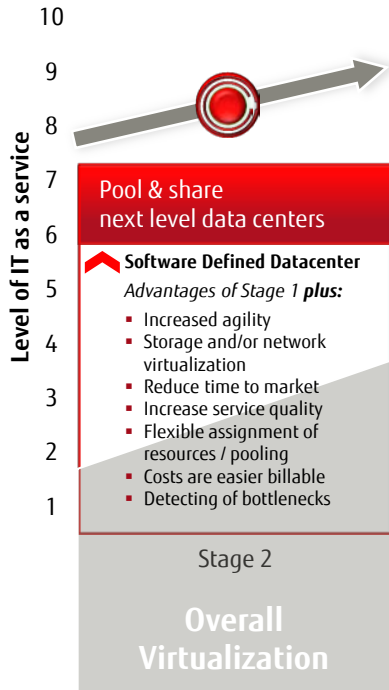 10
9
8
7
6
5
4
3
2
1
Level of IT as a service
Pool & share
next level data centers
Software Defined Datacenter
Advantages of Stage 1 plus:
▪ Increased agility
▪ Storage and/or network
virtualization
▪ Reduce time to market
▪ Increase service quality
▪ Flexible assignment of
resources / pooling
▪ Costs are easier billable
▪ Detecting of bottlenecks
Stage 2
Overall
Virtualization